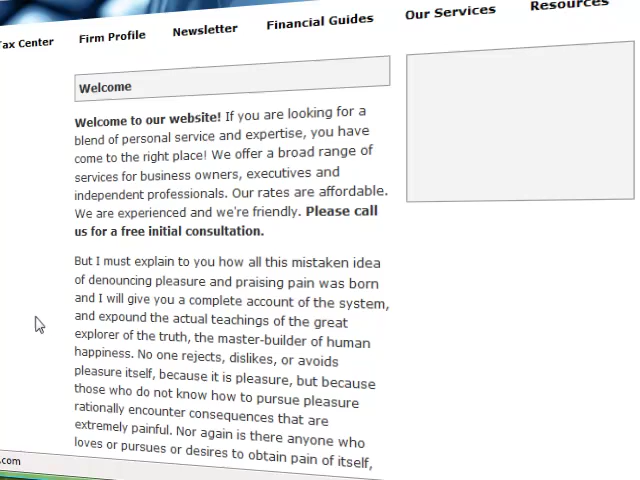 Tax Center Firm Profile Newsletter Financial Guides Our Services Resources
Welcome
Welcome to our website! If you are looking for a
blend of personal service and expertise, you have
come to the right place! We offer a broad range of
services for business owners, executives and
independent professionals. Our rates are affordable.
We are experienced and we're friendly. Please call
us for a free initial consultation.
But I must explain to you how all this mistaken idea
of denouncing pleasure and praising pain was born
and I will give you a complete account of the system,
and expound the actual teachings of the great
explorer of the truth, the master-builder of human
happiness. No one rejects, dislikes, or avoids
pleasure itself, because it is pleasure, but because
those who do not know how to pursue pleasure
rationally encounter consequences that are
extremely painful. Nor again is there anyone who
loves or pursues or desires to obtain pain of itself,
.com